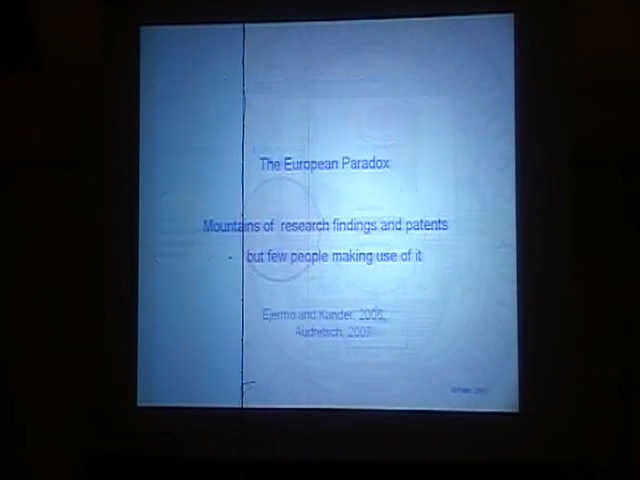 The European Paradox
Mountains of research findings and patents
but few people making use of it
Ejermo and Kander, 2005,
Audretsch, 2007